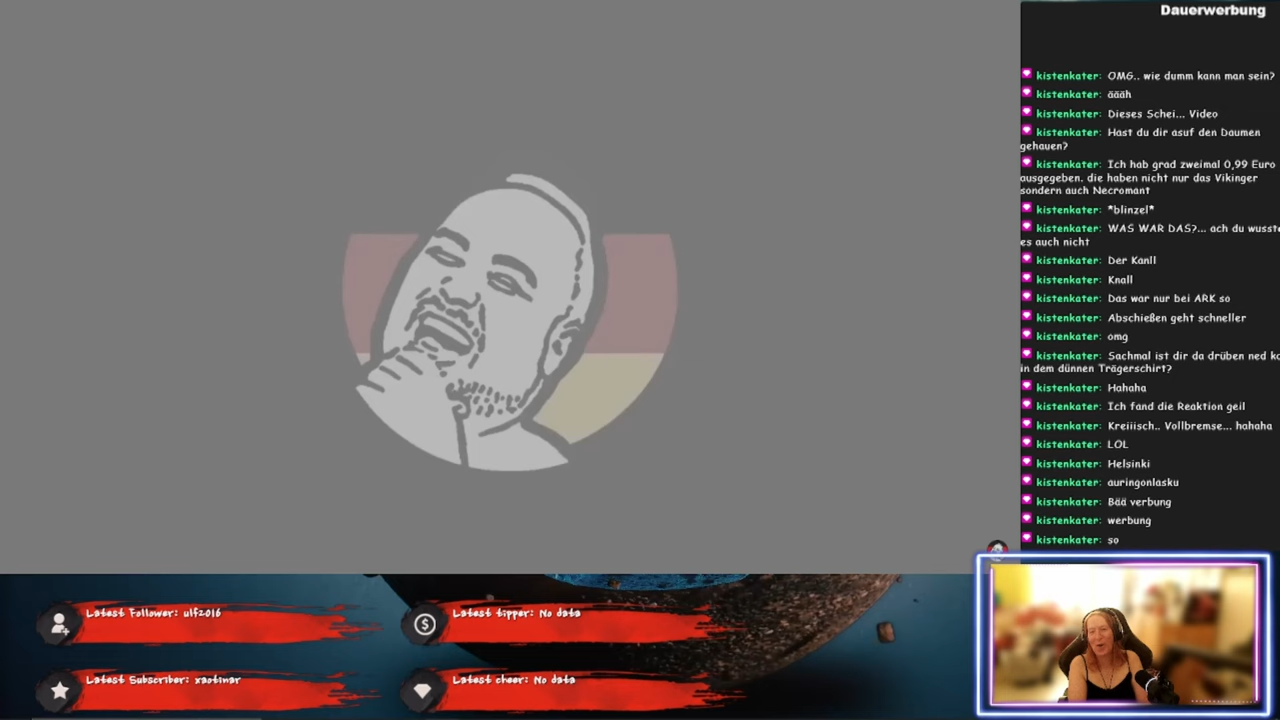 Dauerwerbung
kistenkater: OMG.. wie dumm kann man sein?
kistenkater: äääh
kistenkater: Dieses Schei... Video
kistenkater: Hast du dir asuf den Daumen
gehauen?
kistenkater: Ich hab grad zweimal 0,99 Euro
ausgegeben. die haben nicht nur das Vikinger
sondern auch Necromant
kistenkater: *blinzel*
kistenkater: WAS WAR DAS?... ach du wusste
es auch nicht
kistenkater: Der Kanll
kistenkater: Knall
kistenkater: Das war nur bei ARK so
kistenkater: Abschießen geht schneller
kistenkater: omg
kistenkater: Sachmal ist dir da drüben ned
in dem dünnen Trägerschirt?
kistenkater: Hahaha
kistenkater: Ich fand die Reaktion geil
kistenkater: Kreiiisch.. Vollbremse... hahaha
kistenkater: LOL
kistenkater: Helsinki
kistenkater: auringonlasku
kistenkater: Bää verbung
kistenkater: werbung
kistenkater: so
Latest Follower: ulf2016
Latest tipper: No data
Latest Subscriber: xactinar
Latest cheer: No data